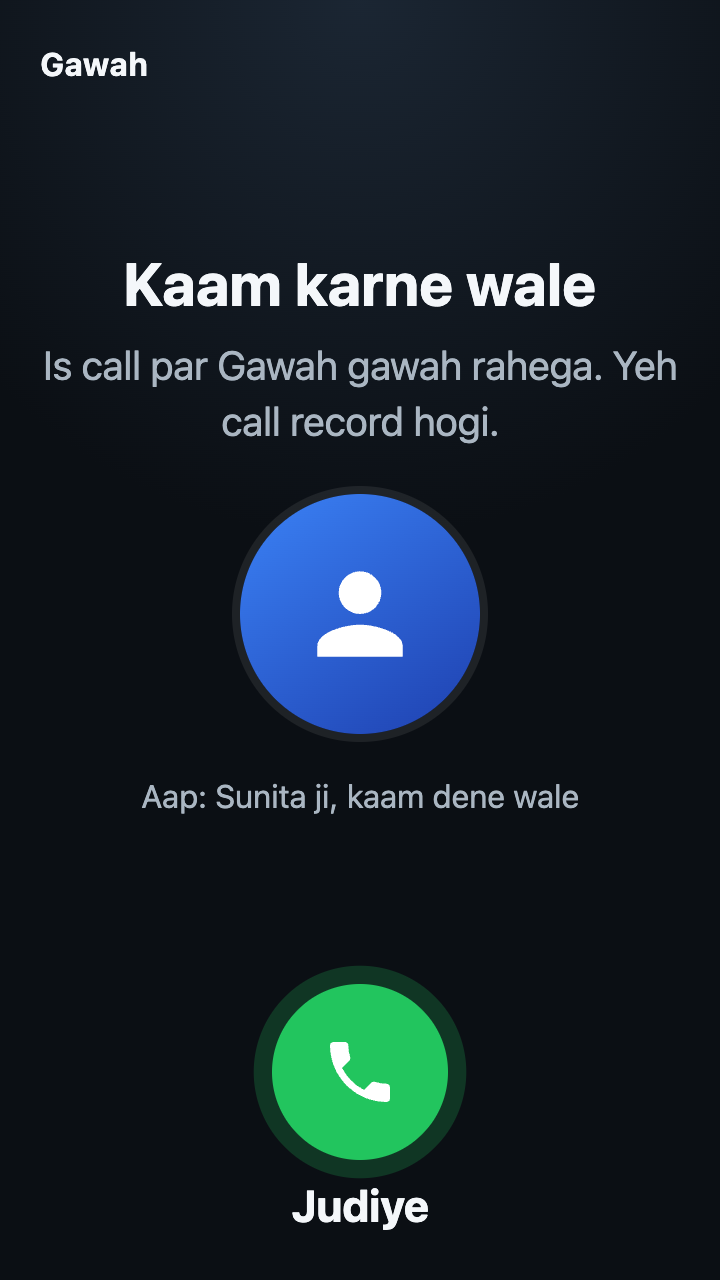 Gawah
Kaam karne wale
Is call par Gawah gawah rahega. Yeh
call record hogi.
Aap: Sunita ji, kaam dene wale
Judiye